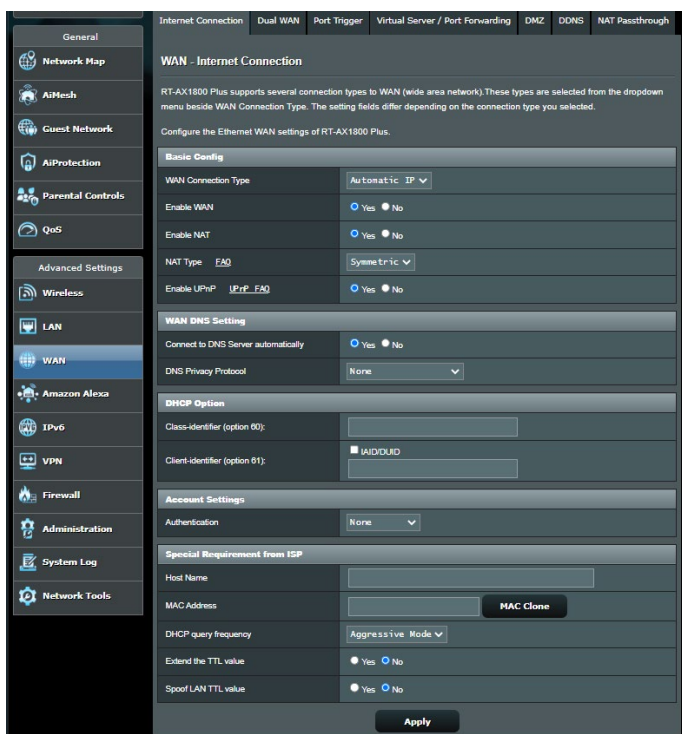 Internet Connection Dual WAN Port Trigger Virtual Server / Port Forwarding DMZ DDNS NAT Passthrough
General
Network Map
AiMesh
Guest Network
AiProtection
Parental Controls
QoS
Advanced Settings
Wireless
LAN
WAN
Amazon Alexa
IPv6
VPN
Firewall
Administration
System Log
Network Tools
WAN - Internet Connection
RT-AX1800 Plus supports several connection types to WAN (wide area network).These types are selected from the dropdown
menu beside WAN Connection Type. The setting fields differ depending on the connection type you selected.
Configure the Ethernet WAN settings of RT-AX1800 Plus.
Basic Config
WAN Connection Type Automatic IP
Enable WAN Yes No
Enable NAT Yes No
NAT Type FAQ Symmetric
Enable UPnP UPnP FAQ Yes No
WAN DNS Setting
Connect to DNS Server automatically Yes No
DNS Privacy Protocol None
DHCP Option
Class-identifier (option 60):
Client-identifier (option 61): IAID/DUID
Account Settings
Authentication None
Special Requirement from ISP
Host Name
MAC Address MAC Clone
DHCP query frequency Aggressive Mode
Extend the TTL value Yes No
Spoof LAN TTL value Yes No
Apply